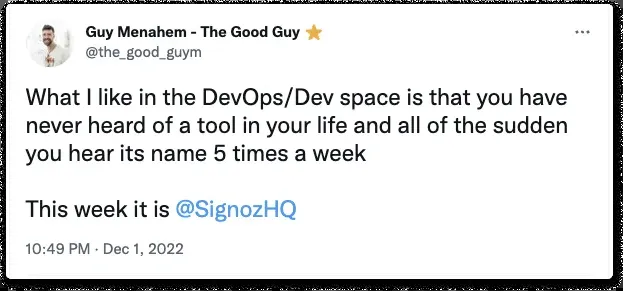 Guy Menahem - The Good Guy ⭐
@the_good_guym
What I like in the DevOps/Dev space is that you have
never heard of a tool in your life and all of the sudden
you hear its name 5 times a week
This week it is @SignozHQ
10:49 PM · Dec 1, 2022